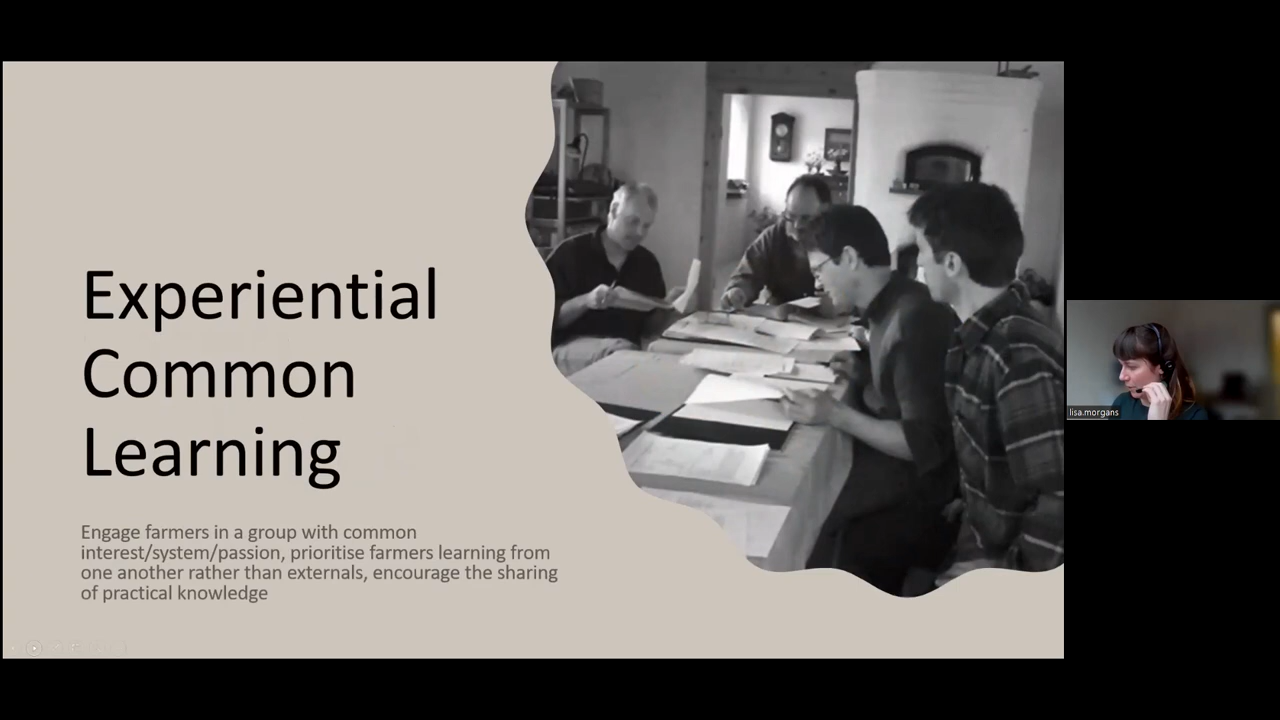 Experiential
Common
Learning
Engage farmers in a group with common
interest/system/passion, prioritise farmers learning from
one another rather than externals, encourage the sharing
of practical knowledge
lisa.morgans